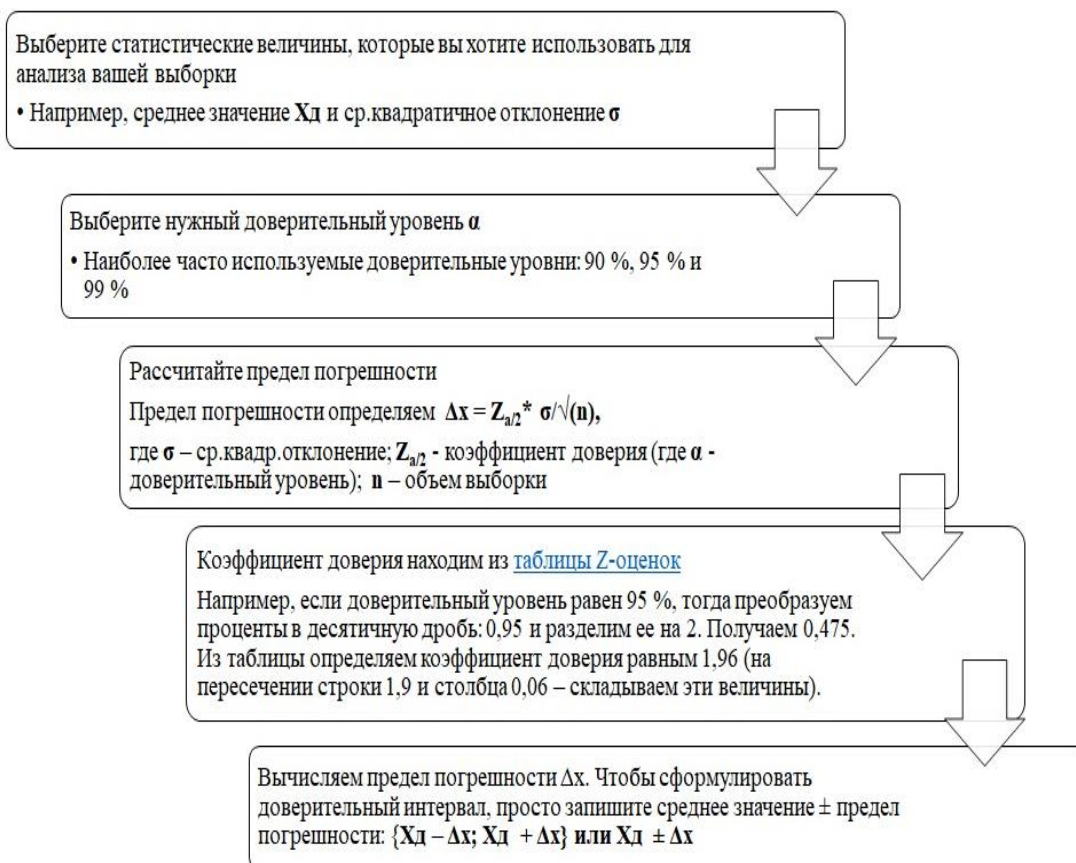 Выберите статистические величины, которые вы хотите использовать для
анализа вашей выборки
• Например, среднее значение Хд и ср.квадратичное отклонение σ
Выберите нужный доверительный уровень α
• Наиболее часто используемые доверительные уровни: 90 %, 95 % и
99 %
Рассчитайте предел погрешности
Предел погрешности определяем Δx = Za/2* σ/√(n),
где σ – ср.квадр.отклонение; Za/2 - коэффициент доверия (где α -
доверительный уровень); n – объем выборки
Коэффициент доверия находим из таблицы Z-оценок
Например, если доверительный уровень равен 95 %, тогда преобразуем
проценты в десятичную дробь: 0,95 и разделим ее на 2. Получаем 0,475.
Из таблицы определяем коэффициент доверия равным 1,96 (на
пересечении строки 1,9 и столбца 0,06 – складываем эти величины).
Вычисляем предел погрешности Δx. Чтобы сформулировать
доверительный интервал, просто запишите среднее значение ± предел
погрешности: {Хд – Δx; Хд + Δx} или Хд ± Δx